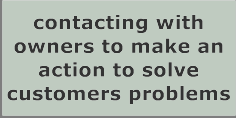 contacting with
owners to make an
action to solve
customers problems